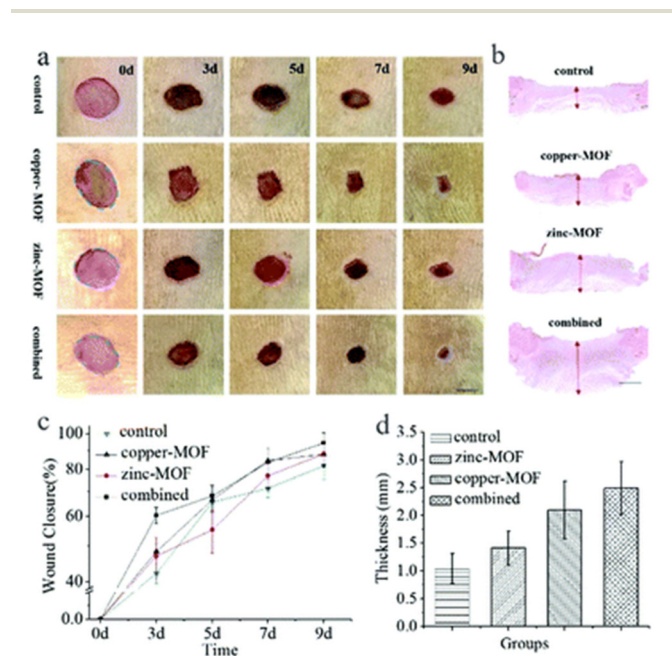 a
0d 3d 5d 7d 9d
control
copper- MOF
zinc-MOF
combined
b
control
copper-MOF
zinc-MOF
combined
c
control
copper-MOF
zinc-MOF
combined
Wound Closure(%)
100
80
60
40
0.0
0d 3d 5d 7d 9d
Time
d
control
zinc-MOF
copper-MOF
combined
Thickness (mm)
3.5
3.0
2.5
2.0
1.5
1.0
0.5
0.0
Groups